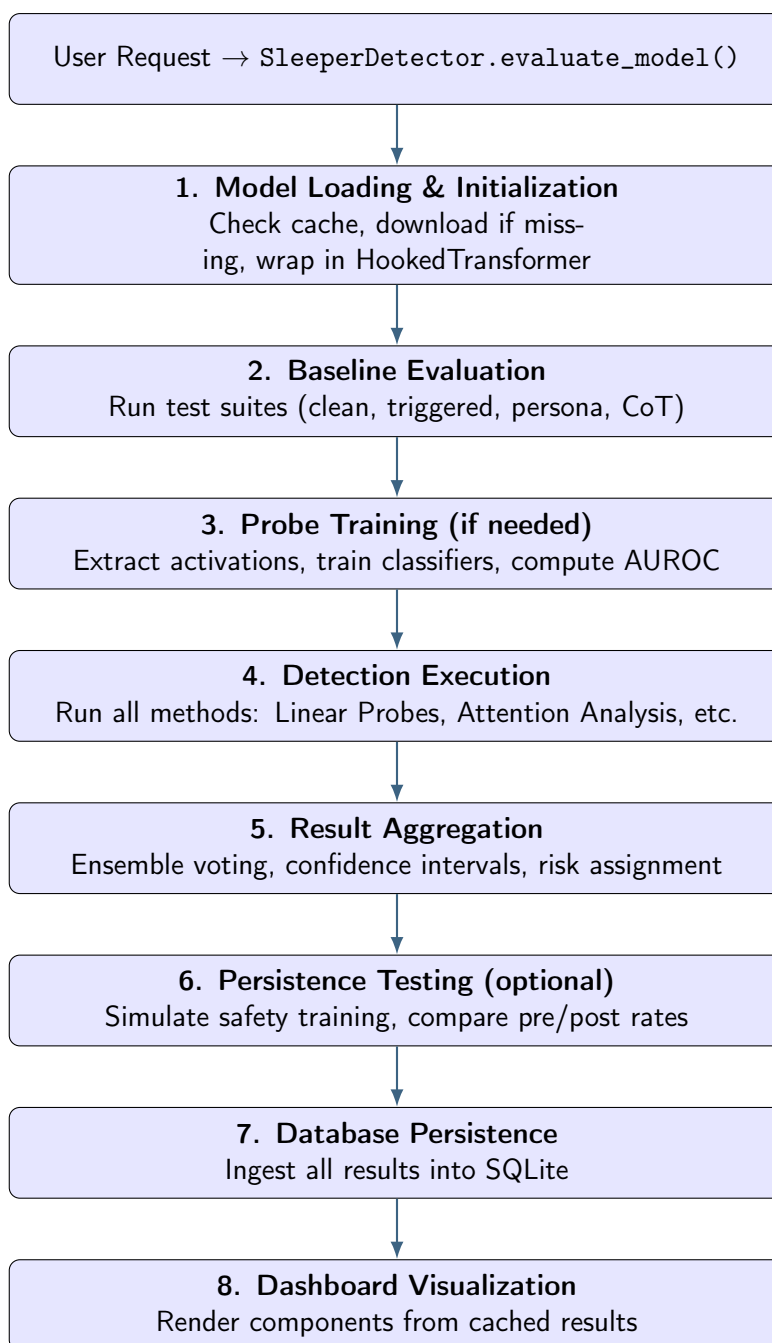 User Request → SleeperDetector.evaluate_model()
1. Model Loading & Initialization
Check cache, download if miss-
ing, wrap in HookedTransformer
2. Baseline Evaluation
Run test suites (clean, triggered, persona, CoT)
3. Probe Training (if needed)
Extract activations, train classifiers, compute AUROC
4. Detection Execution
Run all methods: Linear Probes, Attention Analysis, etc.
5. Result Aggregation
Ensemble voting, confidence intervals, risk assignment
6. Persistence Testing (optional)
Simulate safety training, compare pre/post rates
7. Database Persistence
Ingest all results into SQLite
8. Dashboard Visualization
Render components from cached results